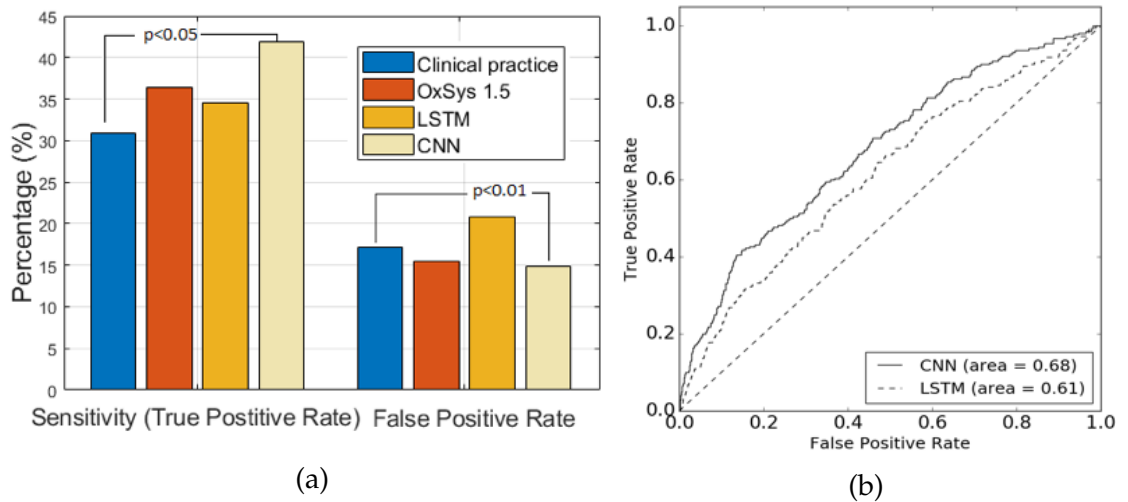 45
40
35
30
25
20
15
10
5
0
Percentage (%)
p<0.05
Clinical practice
OxSys 1.5
LSTM
CNN
p<0.01
Sensitivity (True Postitive Rate)
False Positive Rate
(a)
1.0
0.8
0.6
0.4
0.2
0.0
True Positive Rate
CNN (area = 0.68)
LSTM (area = 0.61)
0.0 0.2 0.4 0.6 0.8 1.0
False Positive Rate
(b)